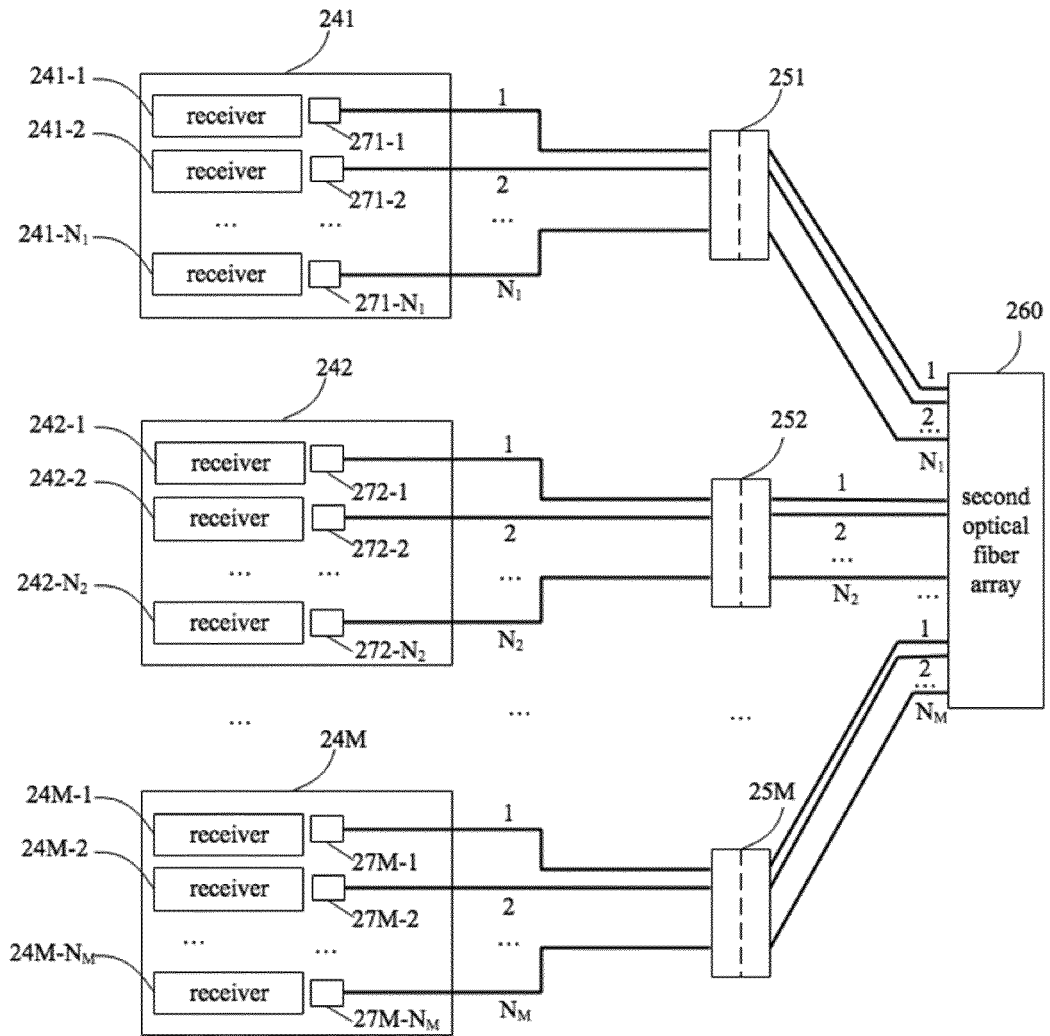 241
241-1
receiver
1
251
271-1
241-2
receiver
2
271-2
... ... ...
241-N₁
receiver
N₁
271-N₁
260
1
2
...
N₁
242
242-1
receiver
1
252
272-1
242-2
receiver
2
272-2
1
2
... ... ...
...
242-N₂
receiver
N₂
272-N₂
N₂
...
second
optical
fiber
array
1
2
...
N_M
... ... ...
24M
24M-1
receiver
1
25M
27M-1
24M-2
receiver
2
27M-2
... ... ...
24M-N_M
receiver
N_M
27M-N_M